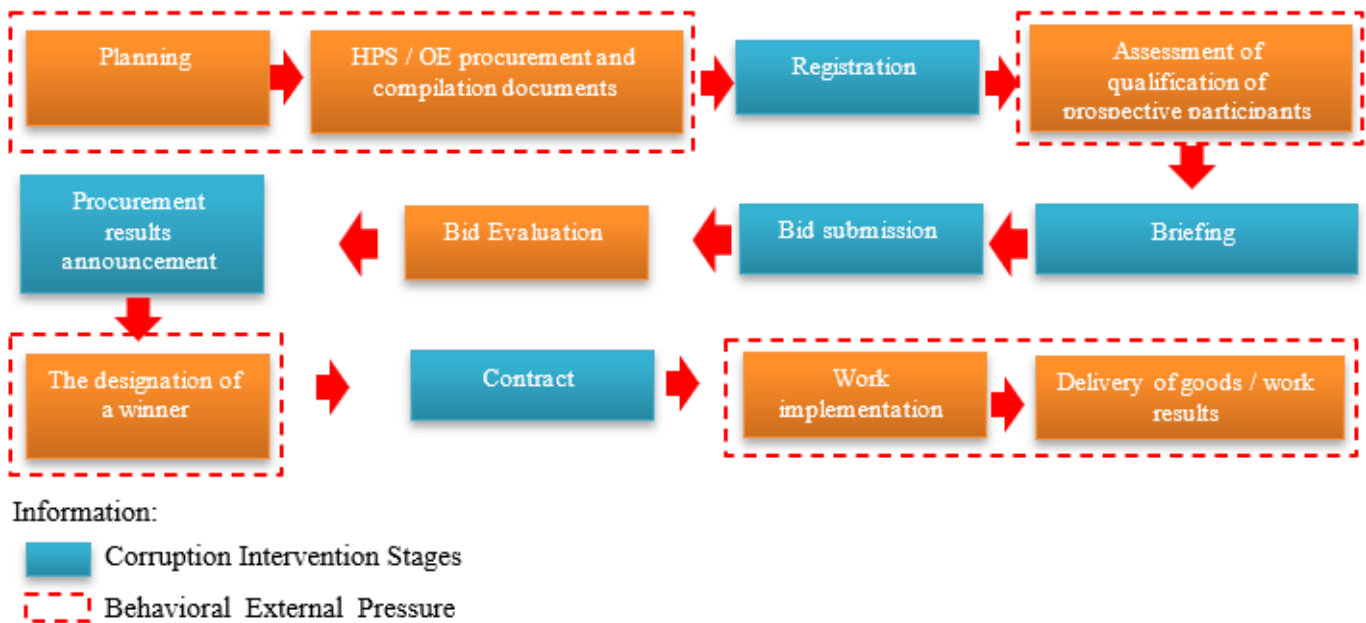 Planning
HPS / OE procurement and
compilation documents
Registration
Assessment of
qualification of
prospective participants
Procurement
results
announcement
Bid Evaluation
Bid submission
Briefing
The designation of
a winner
Contract
Work
implementation
Delivery of goods / work
results
Information:
Corruption Intervention Stages
Behavioral External Pressure